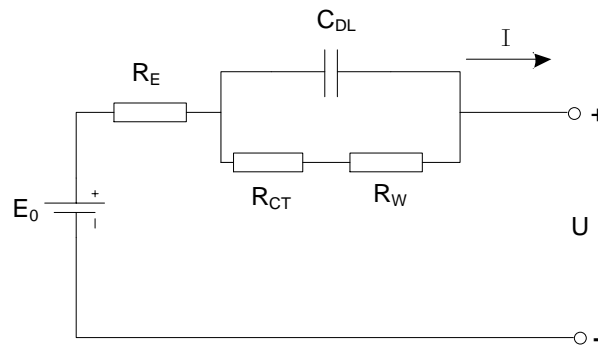 C_DL
I
R_E
+
R_CT
R_W
+
E_0
–
U
-